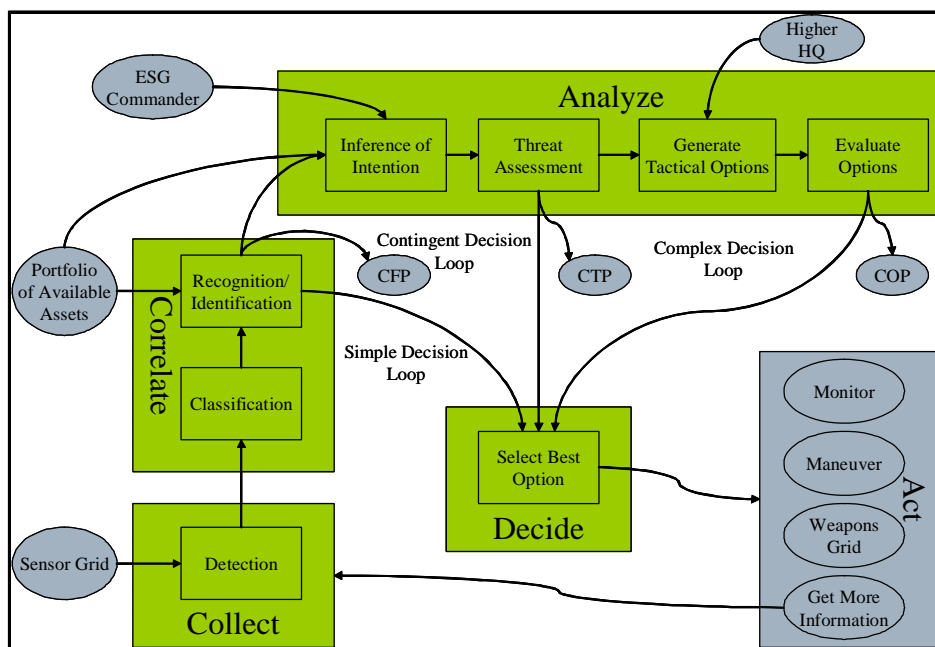 Higher
HQ
ESG
Commander
Analyze
Inference of
Intention
Threat
Assessment
Generate
Tactical Options
Evaluate
Options
Portfolio
of Available
Assets
Contingent Decision
Loop
CFP
CTP
Complex Decision
Loop
COP
Recognition/
Identification
Correlate
Classification
Simple Decision
Loop
Select Best
Option
Decide
Monitor
Maneuver
Weapons
Grid
Get More
Information
Act
Sensor Grid
Detection
Collect